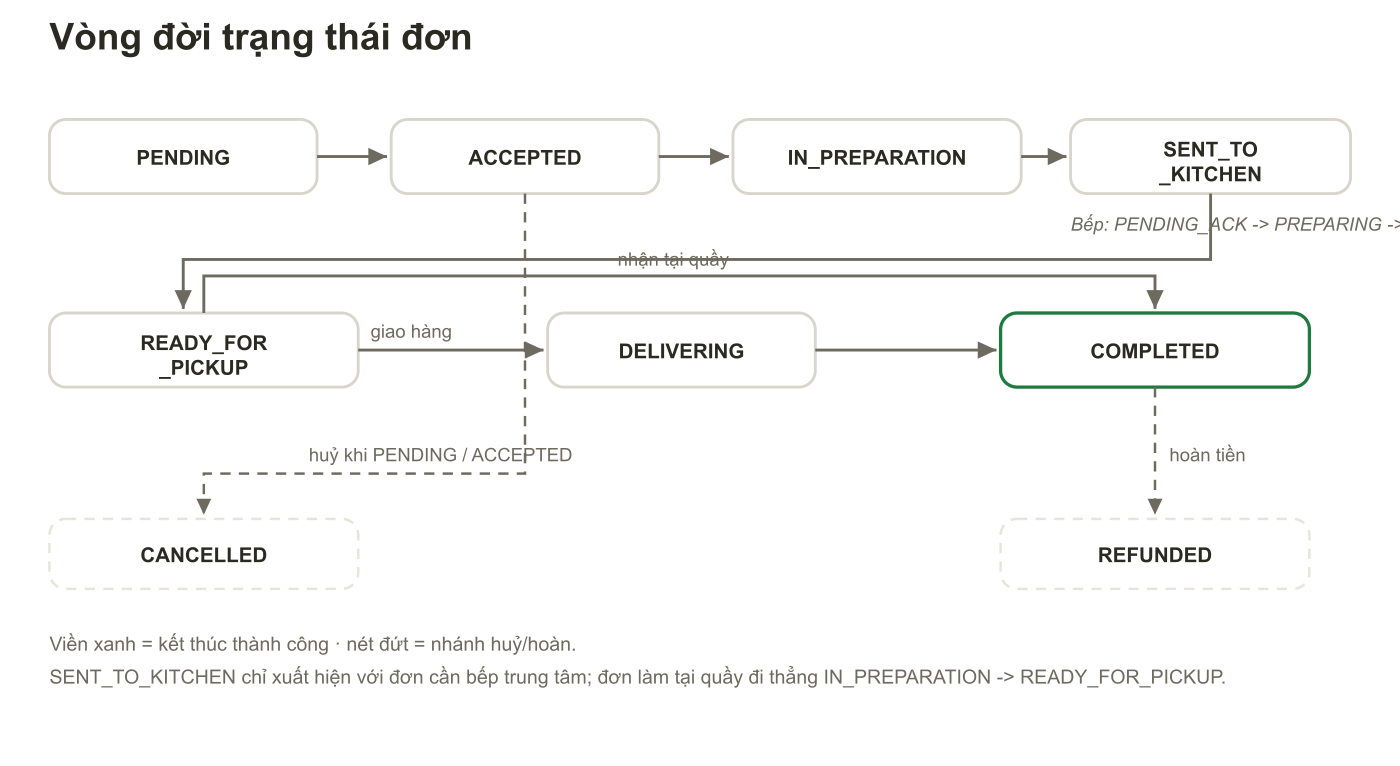 Vòng đời trạng thái đơn
PENDING
ACCEPTED
IN_PREPARATION
SENT_TO
_KITCHEN
Bếp: PENDING_ACK -> PREPARING ->
nhận tại quầy
READY_FOR
_PICKUP
giao hàng
DELIVERING
COMPLETED
huỷ khi PENDING / ACCEPTED
hoàn tiền
CANCELLED
REFUNDED
Viền xanh = kết thúc thành công · nét đứt = nhánh huỷ/hoàn.
SENT_TO_KITCHEN chỉ xuất hiện với đơn cần bếp trung tâm; đơn làm tại quầy đi thẳng IN_PREPARATION -> READY_FOR_PICKUP.